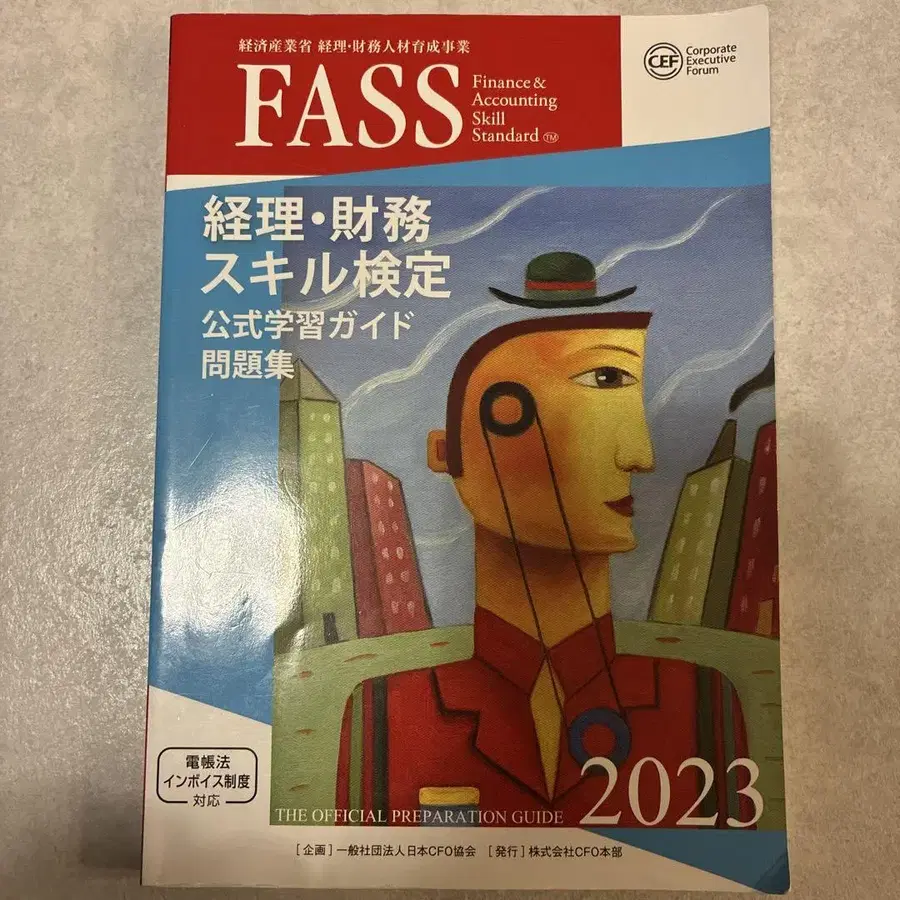 経済産業省 経理・財務人材育成事業
FASS
Finance &
Accounting
Skill
Standard TM
CEF
Corporate
Executive
Forum
経理・財務
スキル検定
公式学習ガイド
問題集
電帳法
インボイス制度
対応
THE OFFICIAL PREPARATION GUIDE 2023
[企画] 一般社団法人日本CFO協会 [発行] 株式会社CFO本部